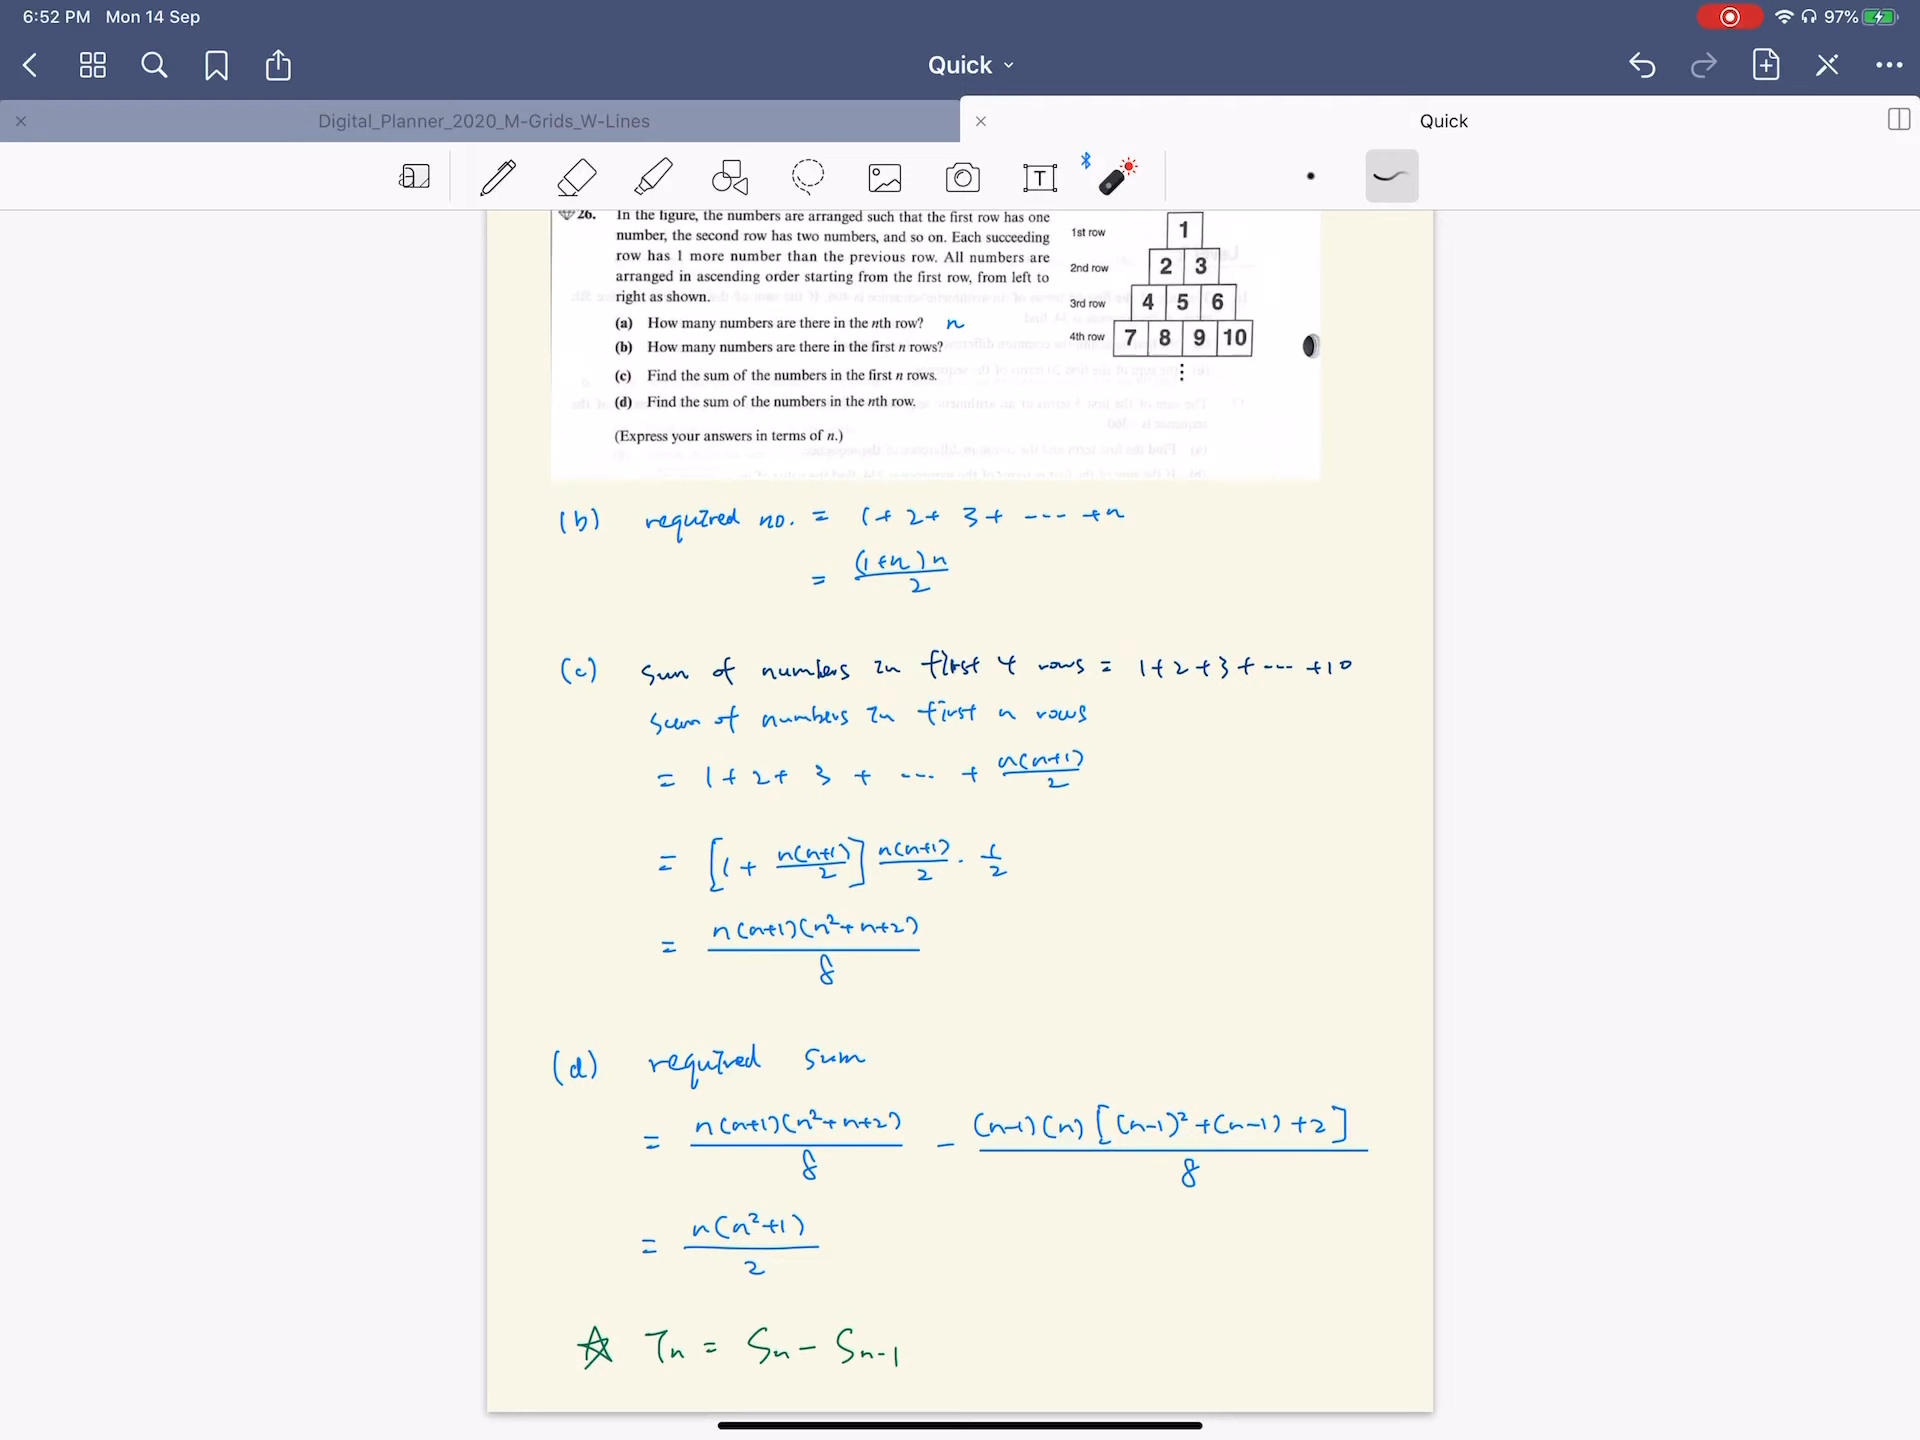 6:52 PM Mon 14 Sep
97%
Quick
Digital_Planner_2020_M-Grids_W-Lines
Quick
26. In the figure, the numbers are arranged such that the first row has one
number, the second row has two numbers, and so on. Each succeeding
row has 1 more number than the previous row. All numbers are
arranged in ascending order starting from the first row, from left to
right as shown.
(a) How many numbers are there in the nth row? n
(b) How many numbers are there in the first n rows?
(c) Find the sum of the numbers in the first n rows.
(d) Find the sum of the numbers in the nth row.
(Express your answers in terms of n.)
1st row 1
2nd row 2 3
3rd row 4 5 6
4th row 7 8 9 10
⋮
(b) required no. = 1 + 2 + 3 + ---- + n
= (1+n)n / 2
(c) sum of numbers in first 4 rows = 1 + 2 + 3 + ---- + 10
sum of numbers in first n rows
= 1 + 2 + 3 + ---- + n(n+1) / 2
= [1 + n(n+1) / 2] n(n+1) / 2 · 1 / 2
= n(n+1)(n²+n+2) / 8
(d) required sum
= n(n+1)(n²+n+2) / 8 − (n-1)(n)[(n-1)²+(n-1)+2] / 8
= n(n²+1) / 2
☆ Tn = Sn − Sn-1